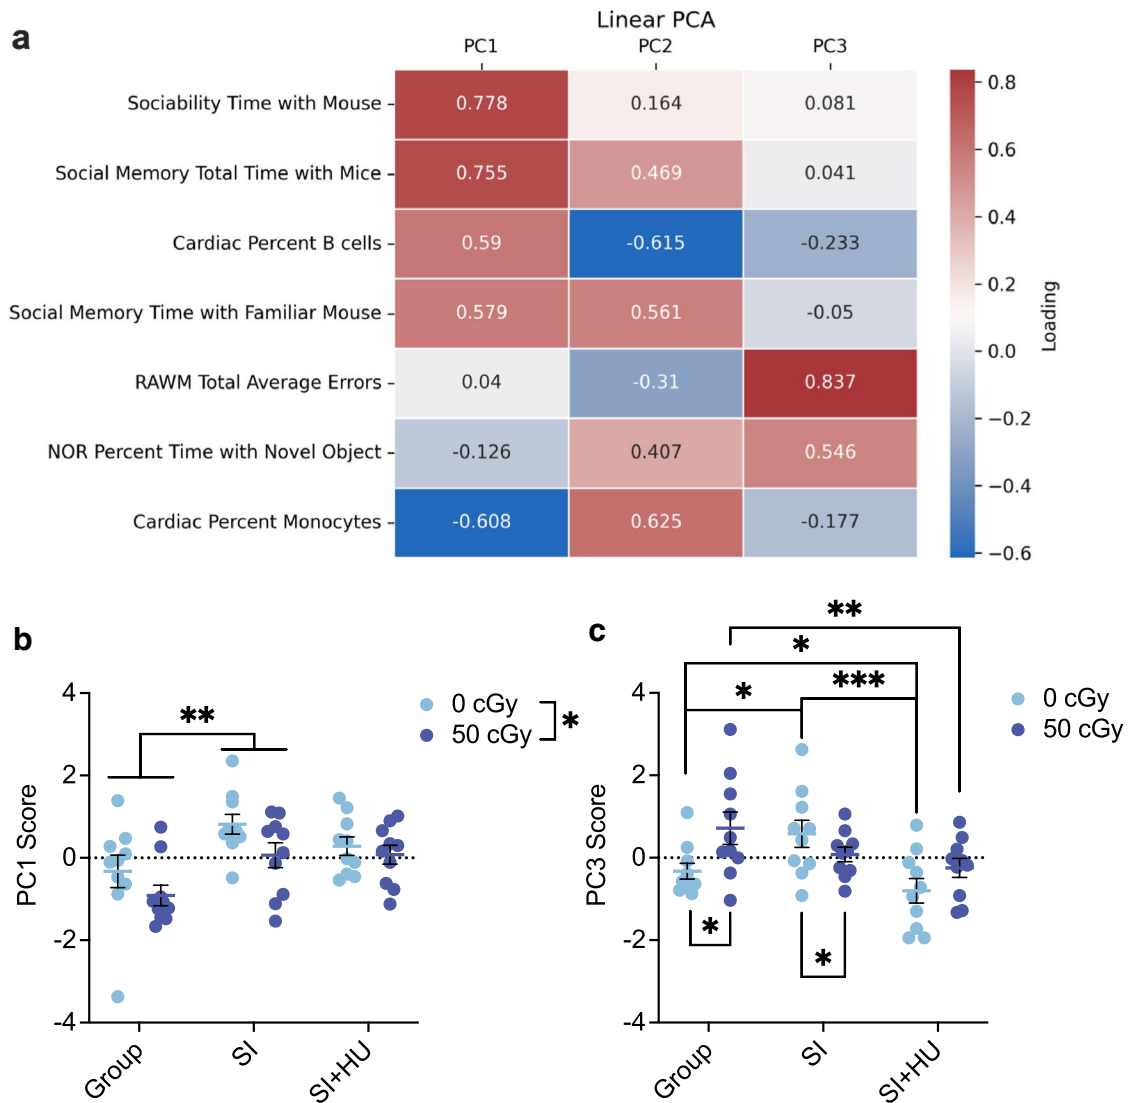 a
Linear PCA
PC1 PC2 PC3
Sociability Time with Mouse 0.778 0.164 0.081
Social Memory Total Time with Mice 0.755 0.469 0.041
Cardiac Percent B cells 0.59 -0.615 -0.233
Social Memory Time with Familiar Mouse 0.579 0.561 -0.05
RAWM Total Average Errors 0.04 -0.31 0.837
NOR Percent Time with Novel Object -0.126 0.407 0.546
Cardiac Percent Monocytes -0.608 0.625 -0.177
0.8
0.6
0.4
0.2
0.0
−0.2
−0.4
−0.6
Loading
b
PC1 Score
4
2
0
-2
-4
**
0 cGy
50 cGy
*
Group
SI
SI+HU
c
PC3 Score
4
2
0
-2
-4
**
*
*
***
*
*
0 cGy
50 cGy
Group
SI
SI+HU